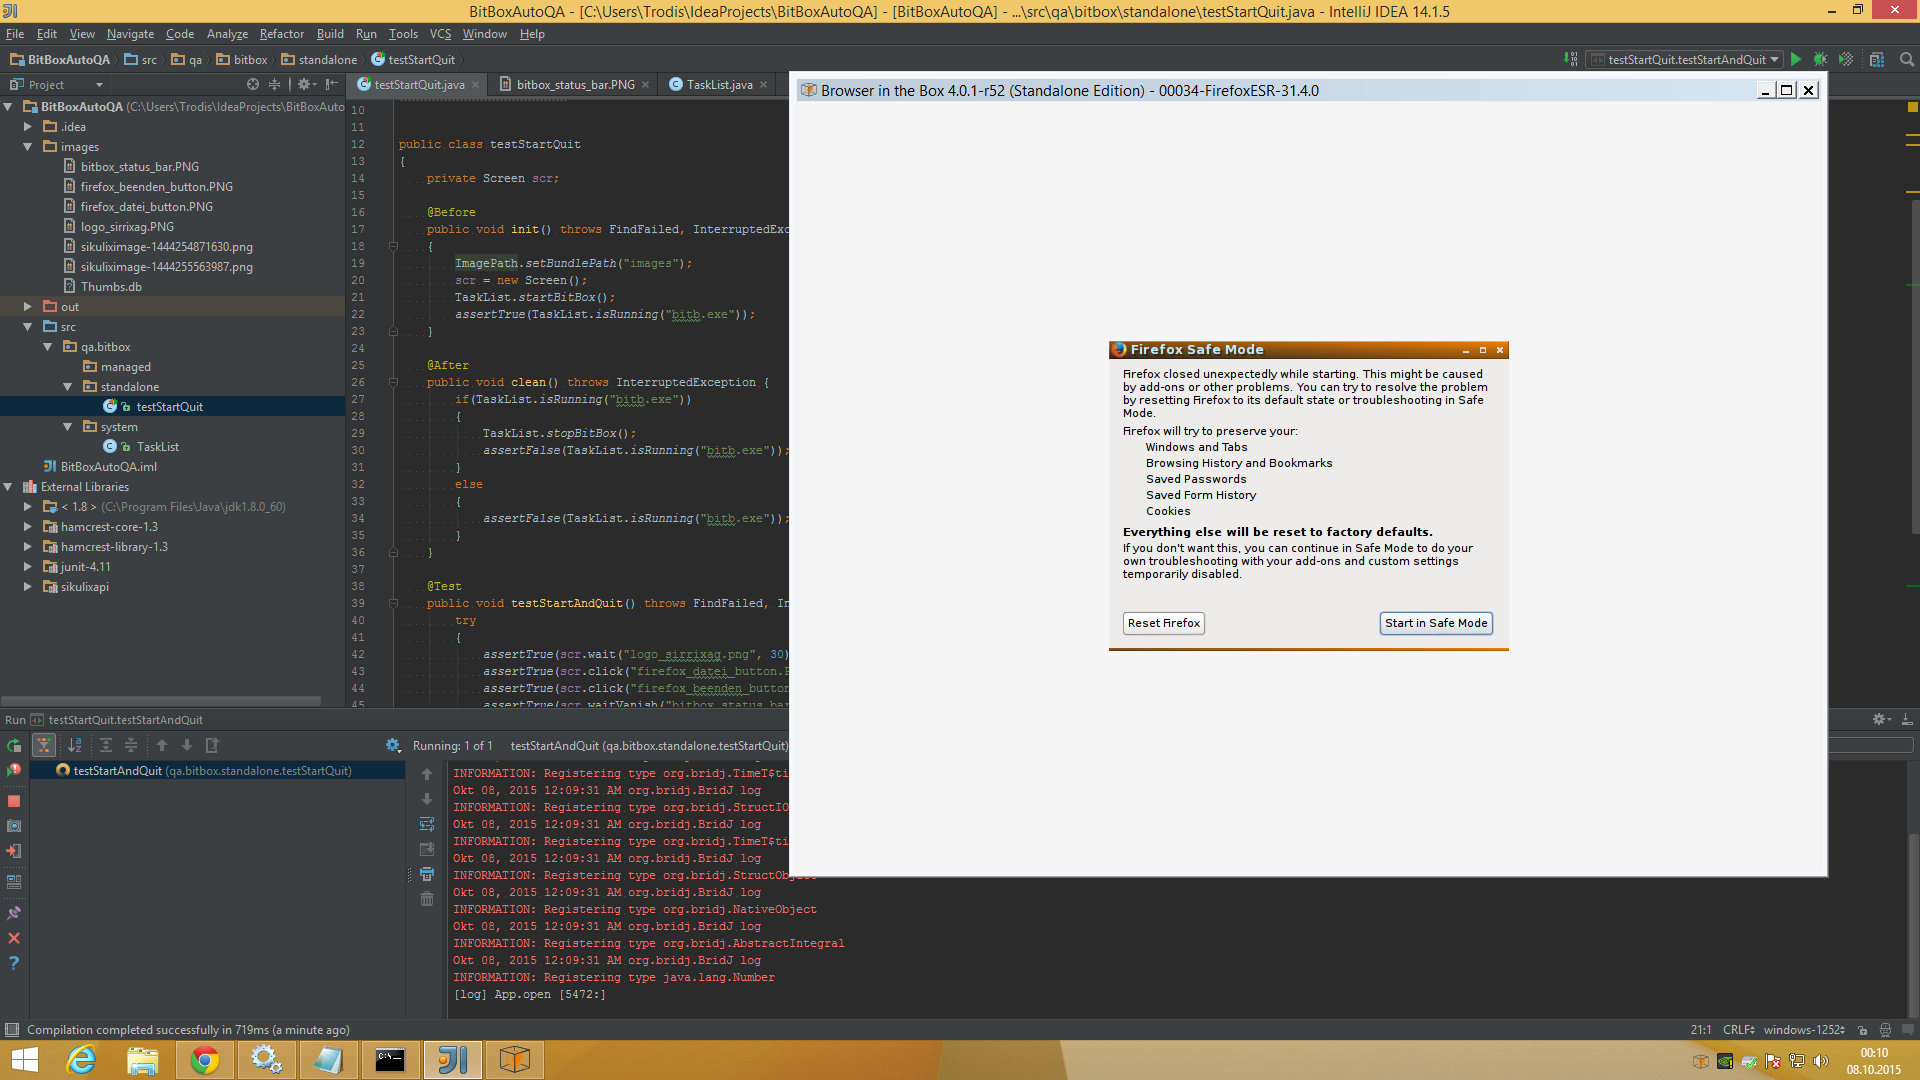 BitBoxAutoQA - [C:\Users\Trodis\IdeaProjects\BitBoxAutoQA] - [BitBoxAutoQA] - ...\src\qa\bitbox\standalone\testStartQuit.java - IntelliJ IDEA 14.1.5
File Edit View Navigate Code Analyze Refactor Build Run Tools VCS Window Help
BitBoxAutoQA src qa bitbox standalone testStartQuit
testStartQuit.testStartAndQuit
Project
testStartQuit.java bitbox_status_bar.PNG TaskList.java
BitBoxAutoQA (C:\Users\Trodis\IdeaProjects\BitBoxAuto
.idea
images
bitbox_status_bar.PNG
firefox_beenden_button.PNG
firefox_datei_button.PNG
logo_sirrixag.PNG
sikuliximage-1444254871630.png
sikuliximage-1444255563987.png
Thumbs.db
out
src
qa.bitbox
managed
standalone
testStartQuit
system
TaskList
BitBoxAutoQA.iml
External Libraries
< 1.8 > (C:\Program Files\Java\jdk1.8.0_60)
hamcrest-core-1.3
hamcrest-library-1.3
junit-4.11
sikulixapi
10
11
12 public class testStartQuit
13 {
14 private Screen scr;
15
16 @Before
17 public void init() throws FindFailed, InterruptedExc
18 {
19 ImagePath.setBundlePath("images");
20 scr = new Screen();
21 TaskList.startBitBox();
22 assertTrue(TaskList.isRunning("bitb.exe"));
23 }
24
25 @After
26 public void clean() throws InterruptedException {
27 if(TaskList.isRunning("bitb.exe"))
28 {
29 TaskList.stopBitBox();
30 assertFalse(TaskList.isRunning("bitb.exe"));
31 }
32 else
33 {
34 assertFalse(TaskList.isRunning("bitb.exe"));
35 }
36 }
37
38 @Test
39 public void testStartAndQuit() throws FindFailed, In
40 try
41 {
42 assertTrue(scr.wait("logo_sirrixag.png", 30)
43 assertTrue(scr.click("firefox_datei_button.P
44 assertTrue(scr.click("firefox_beenden_button
45 assertTrue(scr.waitVanish("bitbox_status_bar
Browser in the Box 4.0.1-r52 (Standalone Edition) - 00034-FirefoxESR-31.4.0
Firefox Safe Mode
Firefox closed unexpectedly while starting. This might be caused
by add-ons or other problems. You can try to resolve the problem
by resetting Firefox to its default state or troubleshooting in Safe
Mode.
Firefox will try to preserve your:
Windows and Tabs
Browsing History and Bookmarks
Saved Passwords
Saved Form History
Cookies
Everything else will be reset to factory defaults.
If you don't want this, you can continue in Safe Mode to do your
own troubleshooting with your add-ons and custom settings
temporarily disabled.
Reset Firefox Start in Safe Mode
Run testStartQuit.testStartAndQuit
Running: 1 of 1 testStartAndQuit (qa.bitbox.standalone.testStartQuit)
testStartAndQuit (qa.bitbox.standalone.testStartQuit)
INFORMATION: Registering type org.bridj.TimeT$ti
Okt 08, 2015 12:09:31 AM org.bridj.BridJ log
INFORMATION: Registering type org.bridj.StructIO
Okt 08, 2015 12:09:31 AM org.bridj.BridJ log
INFORMATION: Registering type org.bridj.TimeT$ti
Okt 08, 2015 12:09:31 AM org.bridj.BridJ log
INFORMATION: Registering type org.bridj.StructObject
Okt 08, 2015 12:09:31 AM org.bridj.BridJ log
INFORMATION: Registering type org.bridj.NativeObject
Okt 08, 2015 12:09:31 AM org.bridj.BridJ log
INFORMATION: Registering type org.bridj.AbstractIntegral
Okt 08, 2015 12:09:31 AM org.bridj.BridJ log
INFORMATION: Registering type java.lang.Number
[log] App.open [5472:]
Compilation completed successfully in 719ms (a minute ago)
21:1 CRLF windows-1252
00:10
08.10.2015